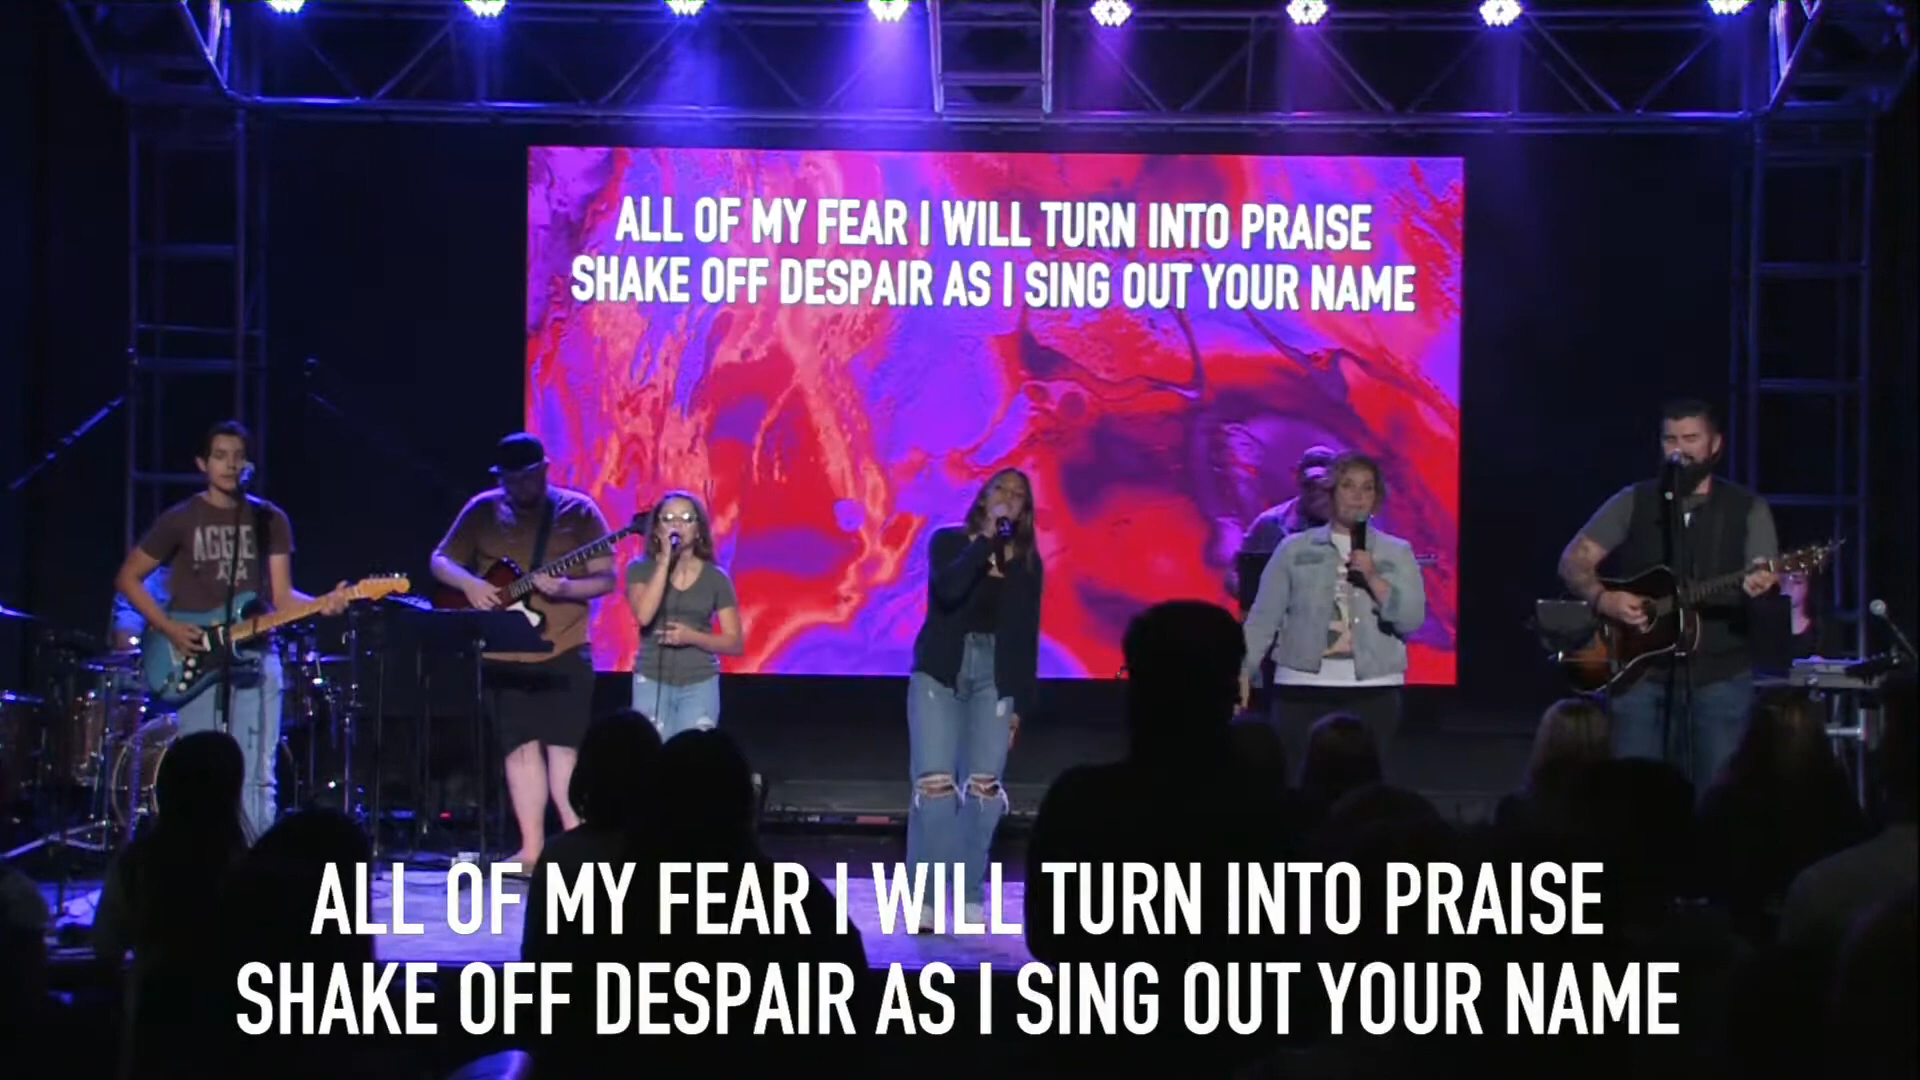 ALL OF MY FEAR I WILL TURN INTO PRAISE
SHAKE OFF DESPAIR AS I SING OUT YOUR NAME
AGGIE
ALL OF MY FEAR I WILL TURN INTO PRAISE
SHAKE OFF DESPAIR AS I SING OUT YOUR NAME